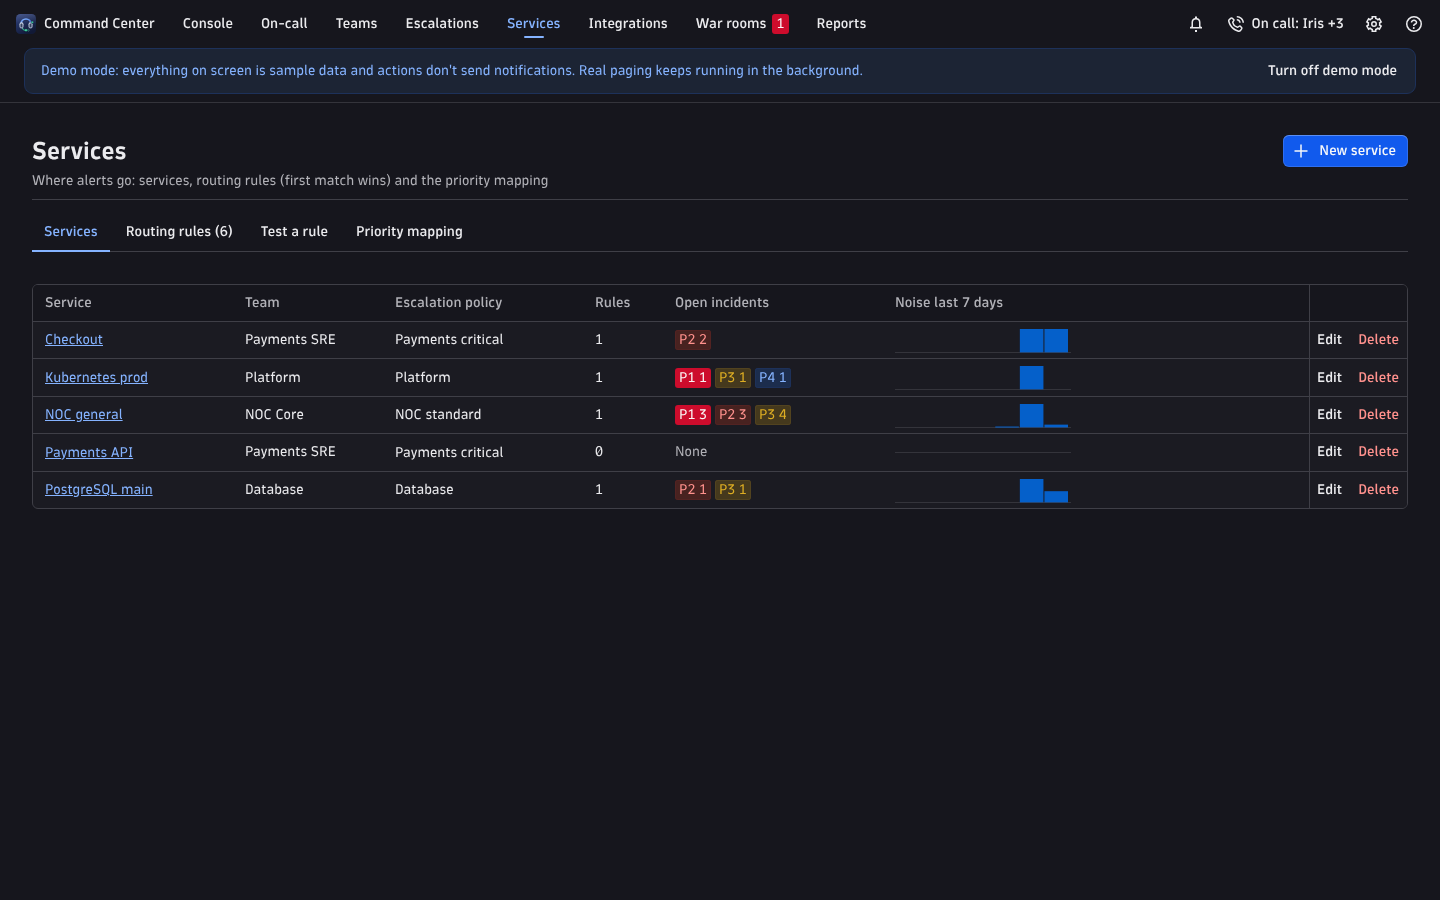 Command Center Console On-call Teams Escalations Services Integrations War rooms 1 Reports On call: Iris +3
Demo mode: everything on screen is sample data and actions don't send notifications. Real paging keeps running in the background. Turn off demo mode
Services
New service
Where alerts go: services, routing rules (first match wins) and the priority mapping
Services Routing rules (6) Test a rule Priority mapping
Service Team Escalation policy Rules Open incidents Noise last 7 days
Checkout Payments SRE Payments critical 1 P2 2 Edit Delete
Kubernetes prod Platform Platform 1 P1 1 P3 1 P4 1 Edit Delete
NOC general NOC Core NOC standard 1 P1 3 P2 3 P3 4 Edit Delete
Payments API Payments SRE Payments critical 0 None Edit Delete
PostgreSQL main Database Database 1 P2 1 P3 1 Edit Delete